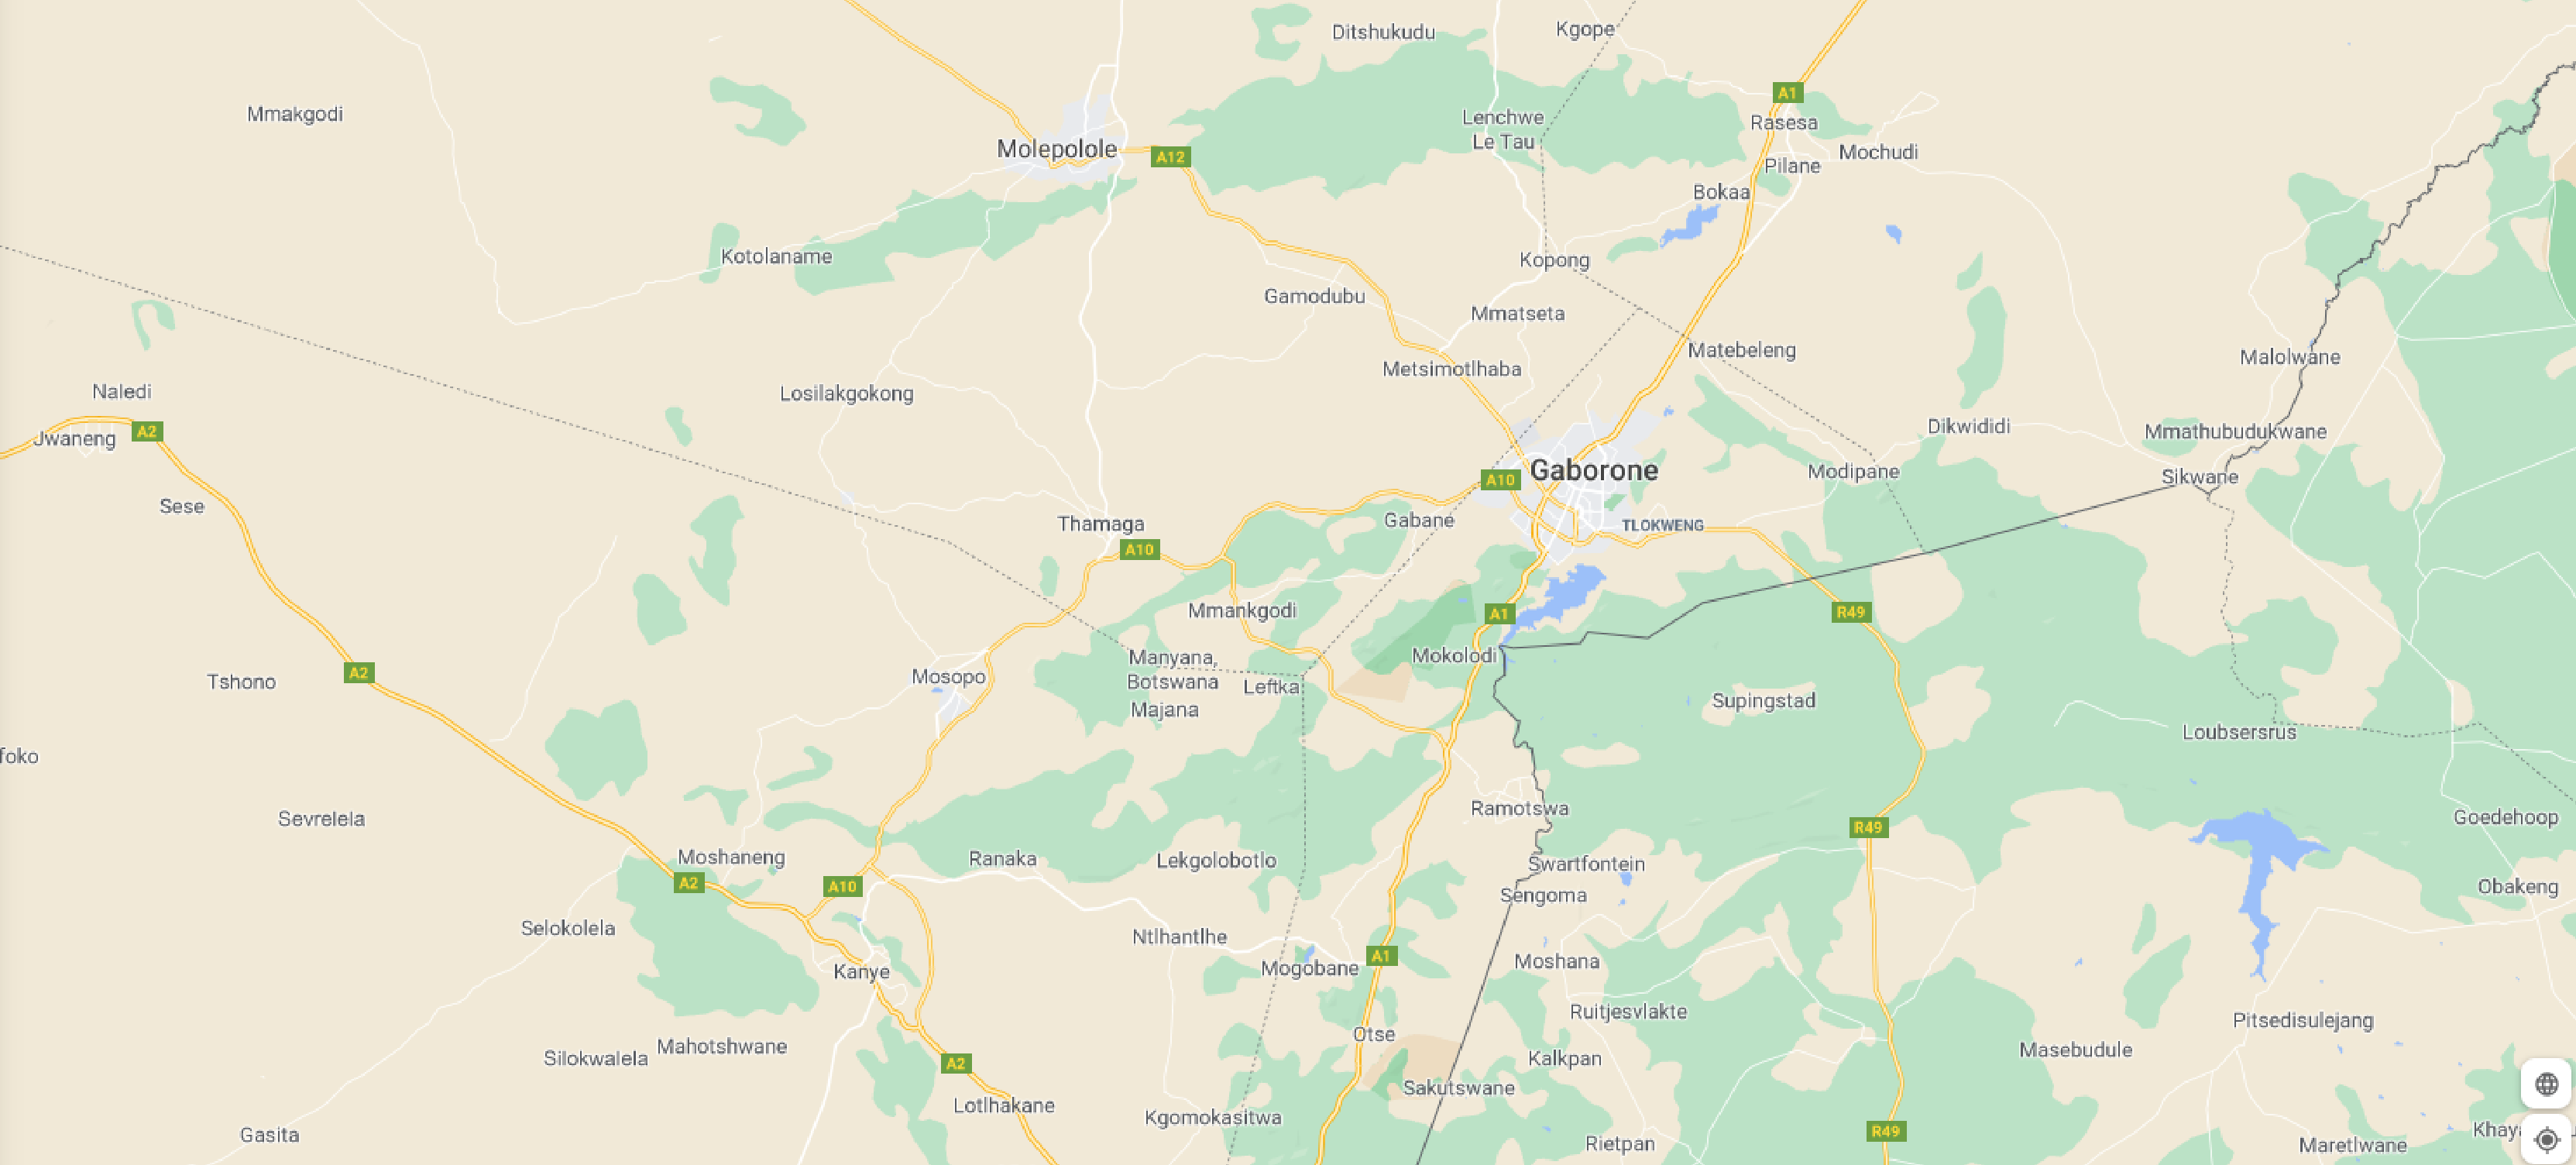 Ditshukudu
Kgope
A1
Mmakgodi
Lenchwe
Le Tau
Rasesa
Molepolole
A12
Mochudi
Pilane
Bokaa
Kotolaname
Kopong
Gamodubu
Mmatseta
Matebeleng
Malolwane
Metsimotlhaba
Naledi
Losilakgokong
Dikwididi
A2
Jwaneng
Mmathubudukwane
Gaborone
Modipane
Sikwane
A10
Sese
Gabane
Thamaga
TLOKWENG
A10
Mmankgodi
A1
R49
Manyana,
Botswana
Mokolodi
A2
Tshono
Mosopo
Leftka
Majana
Supingstad
Loubsersrus
foko
Sevrelela
Ramotswa
Goedehoop
R49
Moshaneng
Ranaka
Lekgolobotlo
Swartfontein
A2
A10
Sengoma
Obakeng
Selokolela
Ntlhantlhe
A1
Mogobane
Moshana
Kanye
Ruitjesvlakte
Pitsedisulejang
Otse
Mahotshwane
Silokwalela
Masebudule
A2
Kalkpan
Sakutswane
Lotlhakane
Kgomokasitwa
Gasita
R49
Khay
Rietpan
Maretlwane